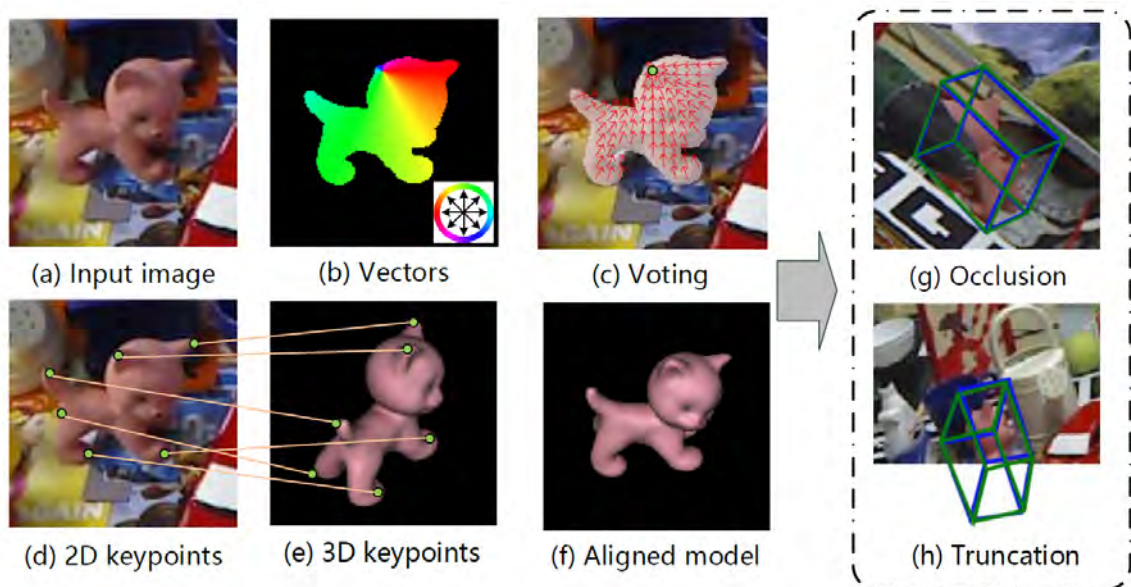 (a) Input image
(b) Vectors
(c) Voting
(g) Occlusion
(d) 2D keypoints
(e) 3D keypoints
(f) Aligned model
(h) Truncation